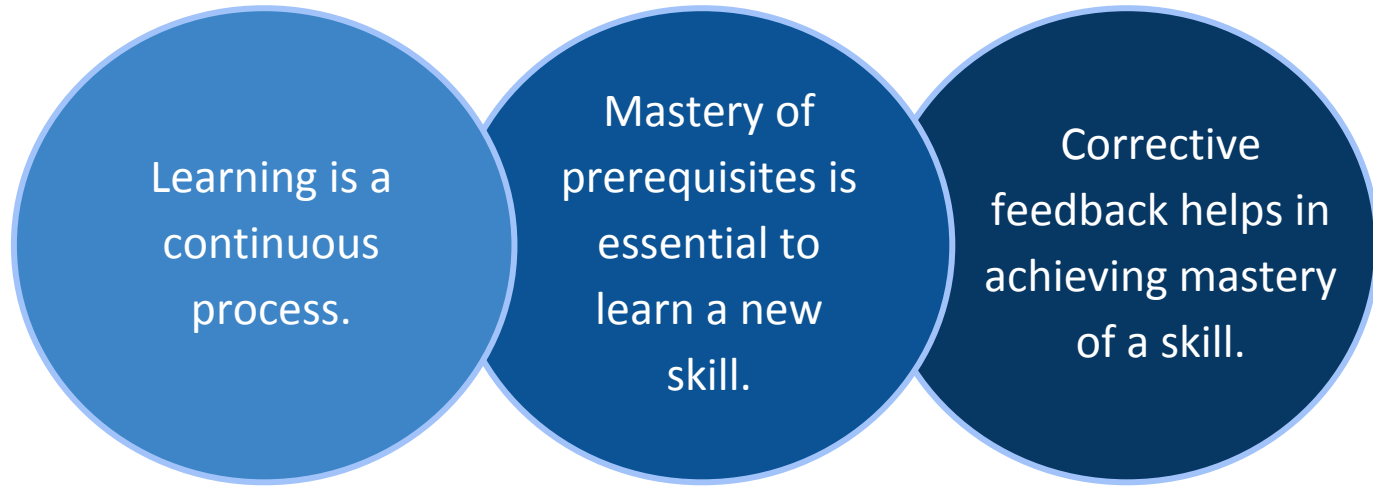 Learning is a
continuous
process.
Mastery of
prerequisites is
essential to
learn a new
skill.
Corrective
feedback helps in
achieving mastery
of a skill.